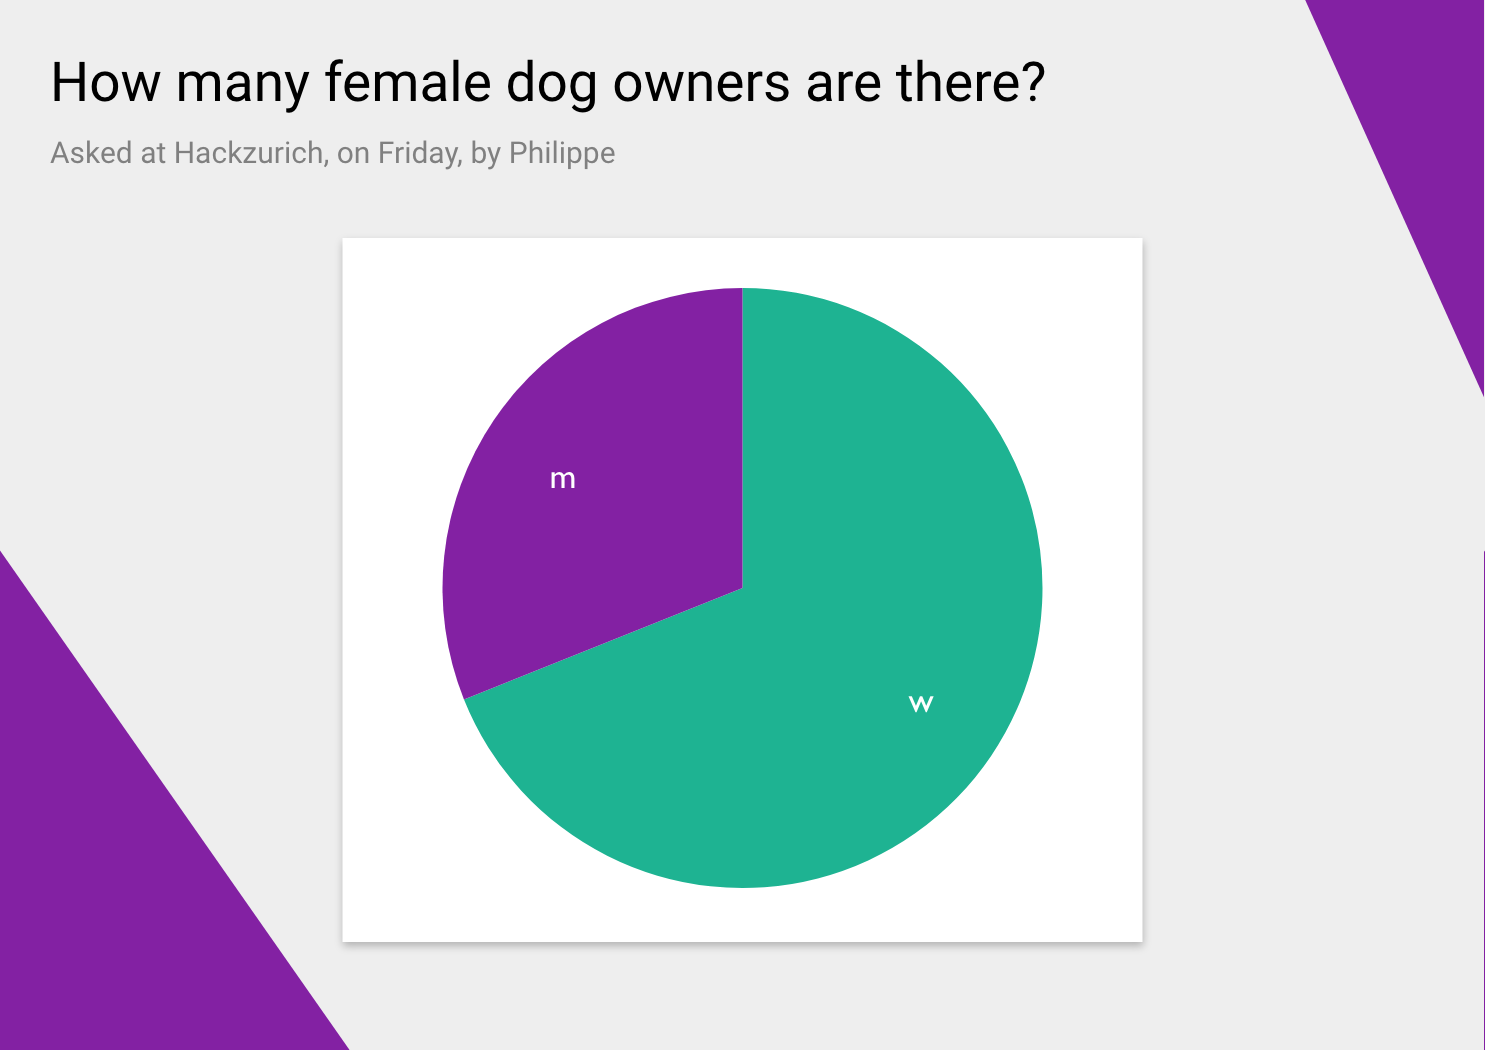 How many female dog owners are there?
Asked at Hackzurich, on Friday, by Philippe
m
w